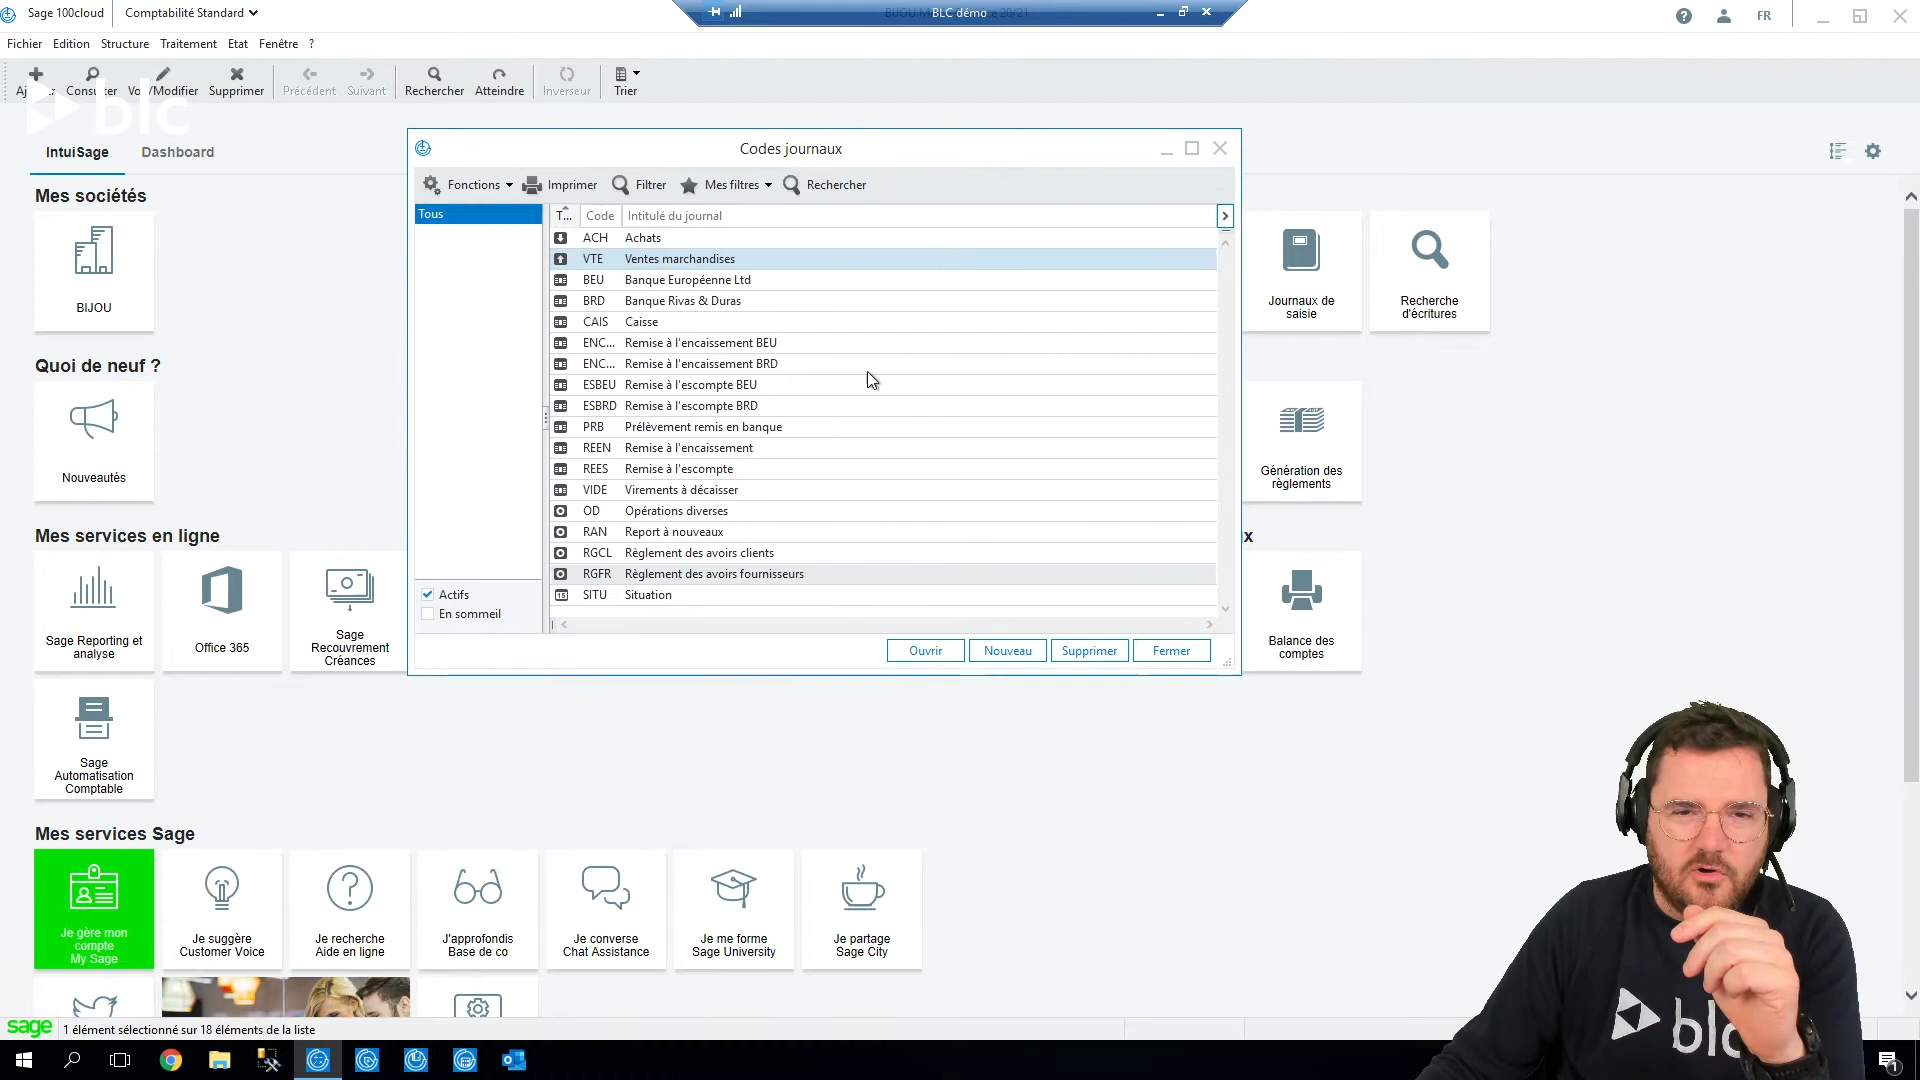 Sage 100cloud
Comptabilité Standard
BLC démo
FR
Fichier
Edition
Structure
Traitement
Etat
Fenêtre
?
Consulter
Voir/Modifier
Supprimer
Précédent
Suivant
Rechercher
Atteindre
Inverseur
Trier
blc
IntuiSage
Dashboard
Mes sociétés
BIJOU
Quoi de neuf ?
Nouveautés
Mes services en ligne
Sage Reporting et
analyse
Office 365
Sage
Recouvrement
Créances
Sage
Automatisation
Comptable
Codes journaux
Fonctions
Imprimer
Filtrer
Mes filtres
Rechercher
Tous
T...
Code
Intitulé du journal
ACH Achats
VTE Ventes marchandises
BEU Banque Européenne Ltd
BRD Banque Rivas & Duras
CAIS Caisse
ENC... Remise à l'encaissement BEU
ENC... Remise à l'encaissement BRD
ESBEU Remise à l'escompte BEU
ESBRD Remise à l'escompte BRD
PRB Prélèvement remis en banque
REEN Remise à l'encaissement
REES Remise à l'escompte
VIDE Virements à décaisser
OD Opérations diverses
RAN Report à nouveaux
RGCL Règlement des avoirs clients
RGFR Règlement des avoirs fournisseurs
15 SITU Situation
Actifs
En sommeil
Ouvrir
Nouveau
Supprimer
Fermer
Journaux de
saisie
Recherche
d'écritures
Génération des
règlements
x
Balance des
comptes
Mes services Sage
Je gère mon
compte
My Sage
Je suggère
Customer Voice
Je recherche
Aide en ligne
J'approfondis
Base de co
Je converse
Chat Assistance
Je me forme
Sage University
Je partage
Sage City
sage
1 élément sélectionné sur 18 éléments de la liste
blc
1